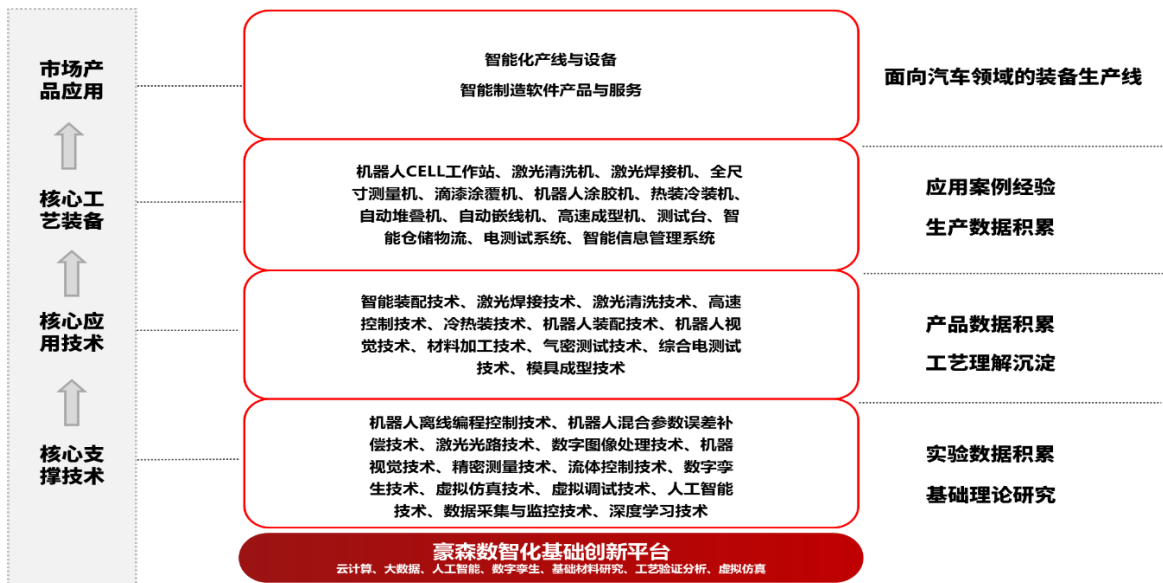 市场产
品应用
智能化产线与设备
智能制造软件产品与服务
面向汽车领域的装备生产线
核心工
艺装备
机器人CELL工作站、激光清洗机、激光焊接机、全尺
寸测量机、滴漆涂覆机、机器人涂胶机、热装冷装机、
自动堆叠机、自动嵌线机、高速成型机、测试台、智
能仓储物流、电测试系统、智能信息管理系统
应用案例经验
生产数据积累
核心应
用技术
智能装配技术、激光焊接技术、激光清洗技术、高速
控制技术、冷热装技术、机器人装配技术、机器人视
觉技术、材料加工技术、气密测试技术、综合电测试
技术、模具成型技术
产品数据积累
工艺理解沉淀
核心支
撑技术
机器人离线编程控制技术、机器人混合参数误差补
偿技术、激光光路技术、数字图像处理技术、机器
视觉技术、精密测量技术、流体控制技术、数字孪
生技术、虚拟仿真技术、虚拟调试技术、人工智能
技术、数据采集与监控技术、深度学习技术
实验数据积累
基础理论研究
豪森数智化基础创新平台
云计算、大数据、人工智能、数字孪生、基础材料研究、工艺验证分析、虚拟仿真